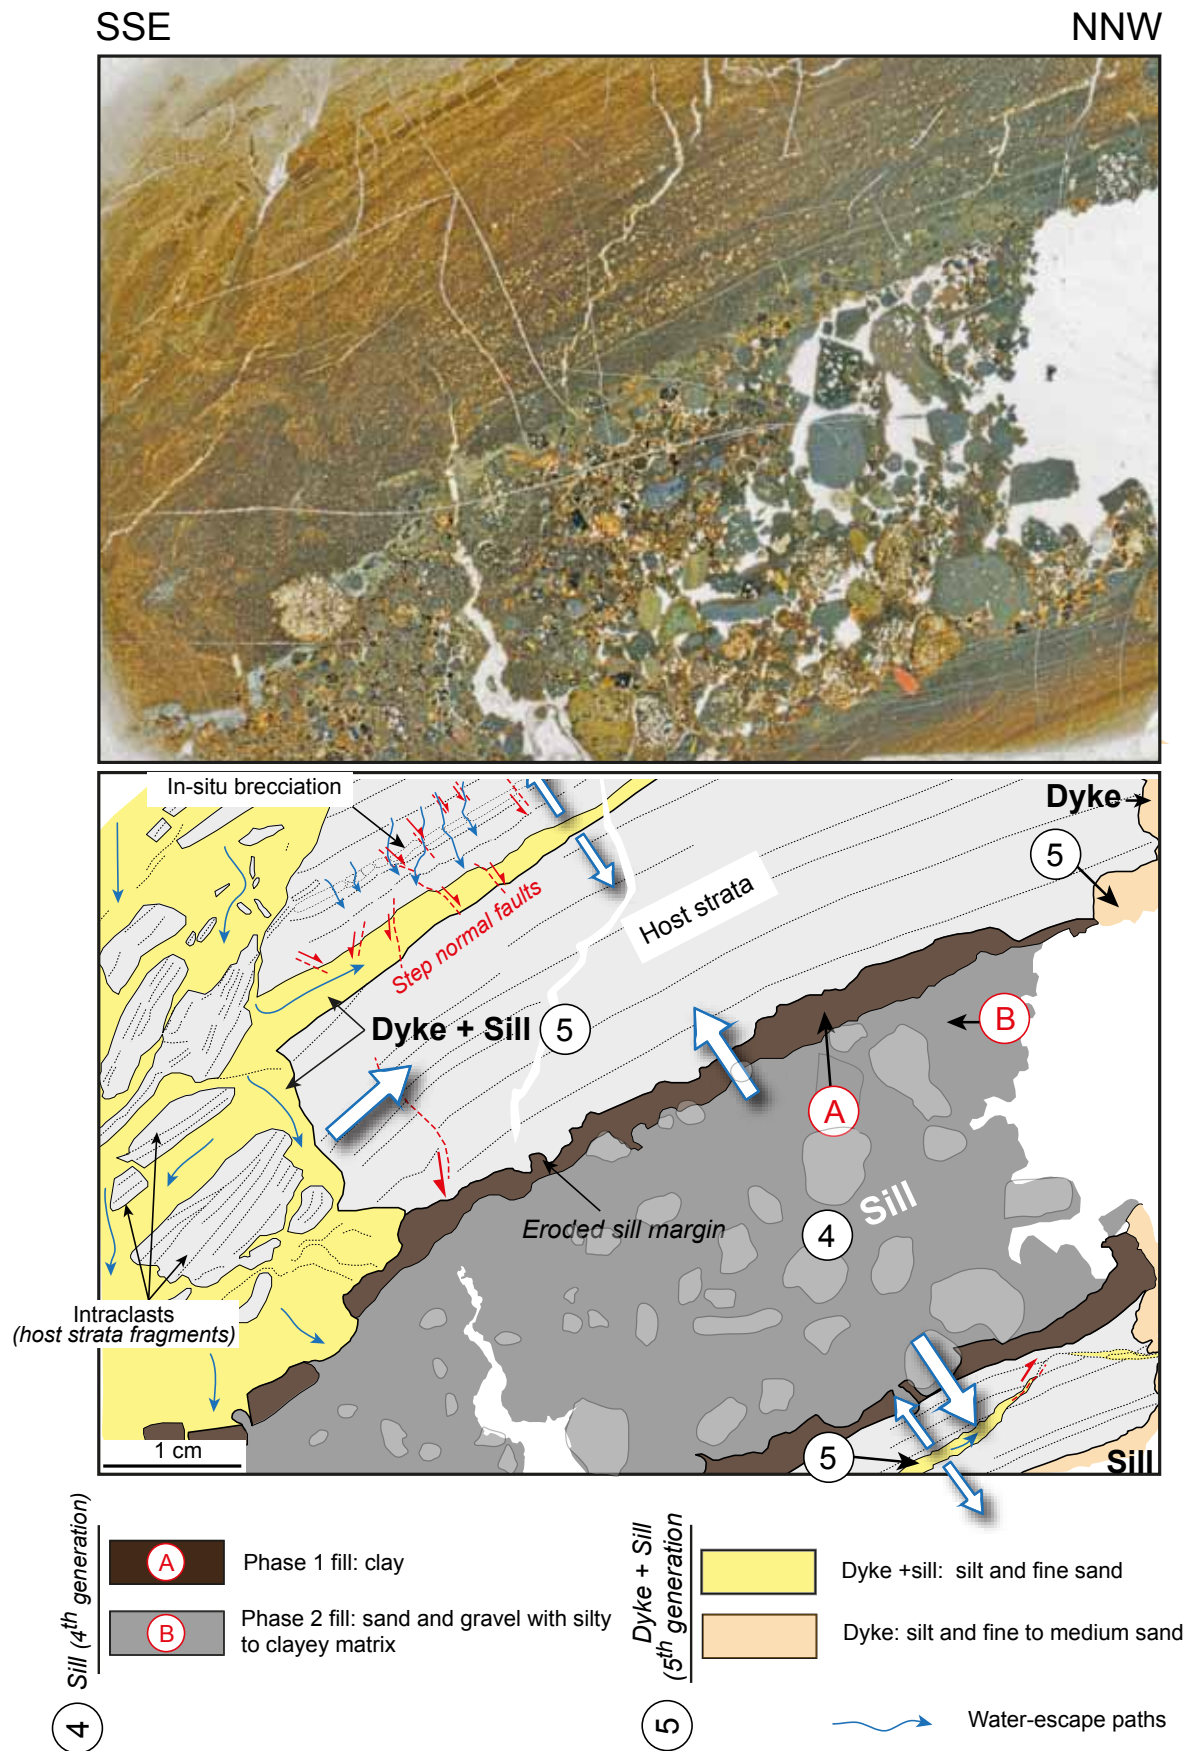 SSE
NNW
In-situ brecciation
Dyke
5
Step normal faults
Host strata
Dyke + Sill 5
B
A
Eroded sill margin
Sill
4
Intraclasts
(host strata fragments)
1 cm
5
Sill
4
Sill (4th generation)
A
Phase 1 fill: clay
B
Phase 2 fill: sand and gravel with silty
to clayey matrix
5
Dyke + Sill
(5th generation
Dyke +sill: silt and fine sand
Dyke: silt and fine to medium sand
Water-escape paths